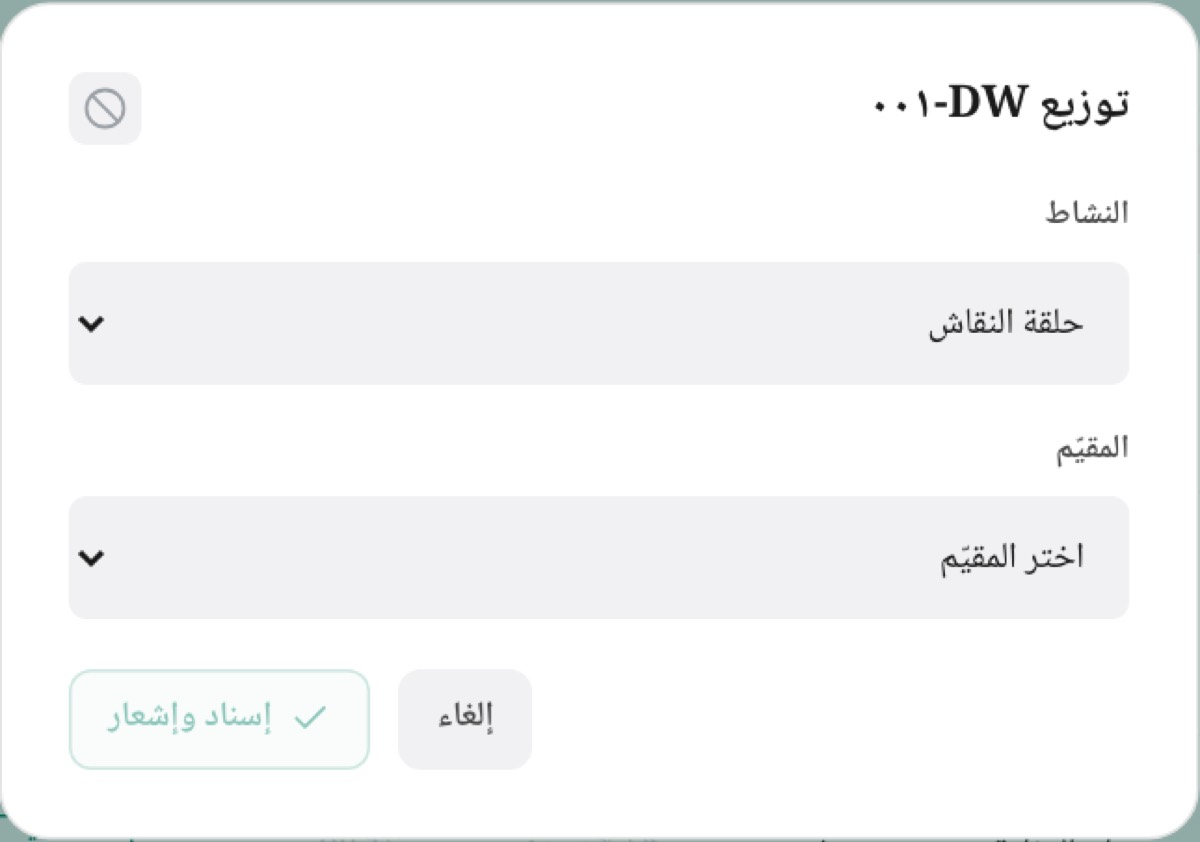 توزيع DW-٠٠١
النشاط
حلقة النقاش
المقيّم
اختر المقيّم
إلغاء
إسناد وإشعار